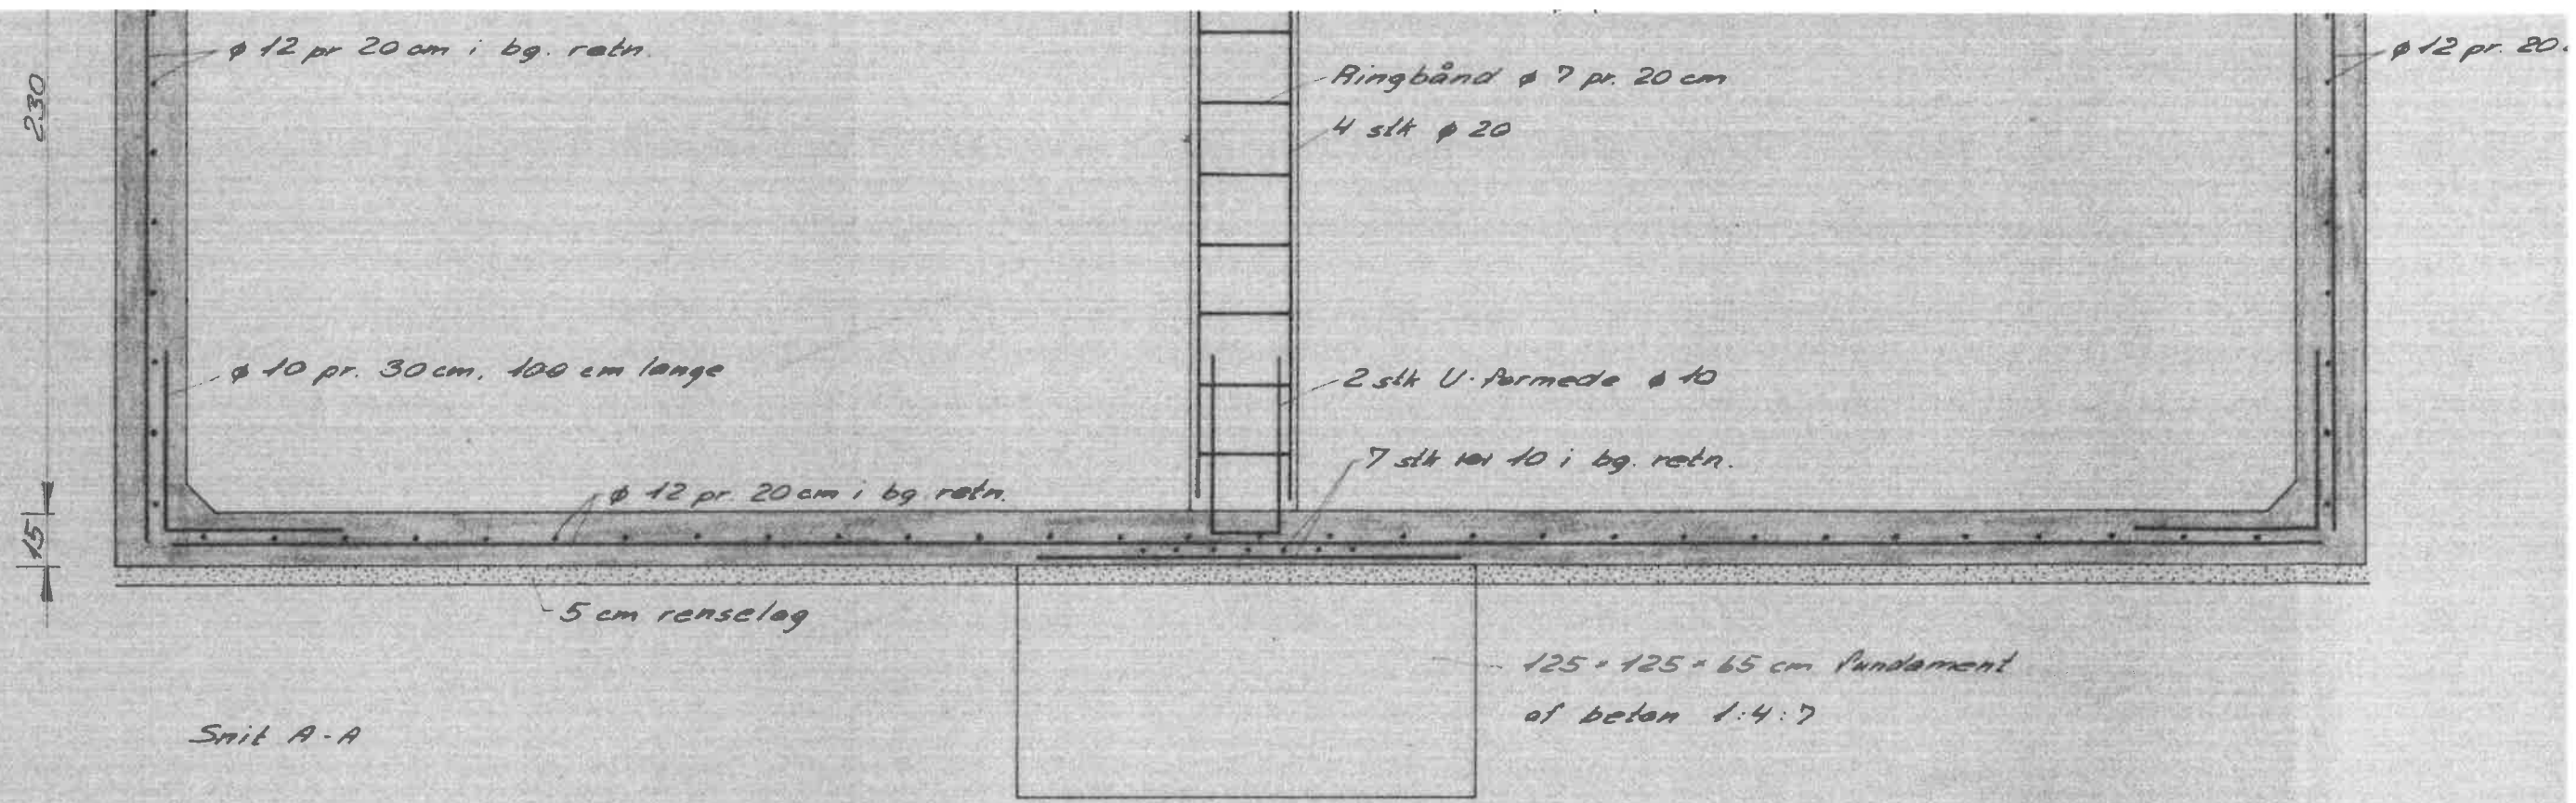 ø 12 pr 20 cm i bg. retn.
ø 12 pr. 20
230
Ringbånd ø 7 pr. 20 cm
4 stk ø 20
ø 10 pr. 30 cm, 100 cm lange
2 stk U-formede ø 10
7 stk 10 i bg. retn.
ø 12 pr. 20 cm i bg retn.
15
5 cm renselag
125 × 125 × 65 cm fundament
af beton 1:4:7
Snit A-A